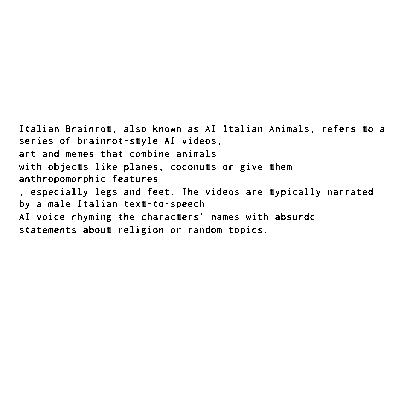 Italian Brainrot, also known as AI Italian Animals, refers to a
series of brainrot-style AI videos,
art and memes that combine animals
with objects like planes, coconuts or give them
anthropomorphic features
, especially legs and feet. The videos are typically narrated
by a male Italian text-to-speech
AI voice rhyming the characters' names with absurdc
statements about religion or random topics.